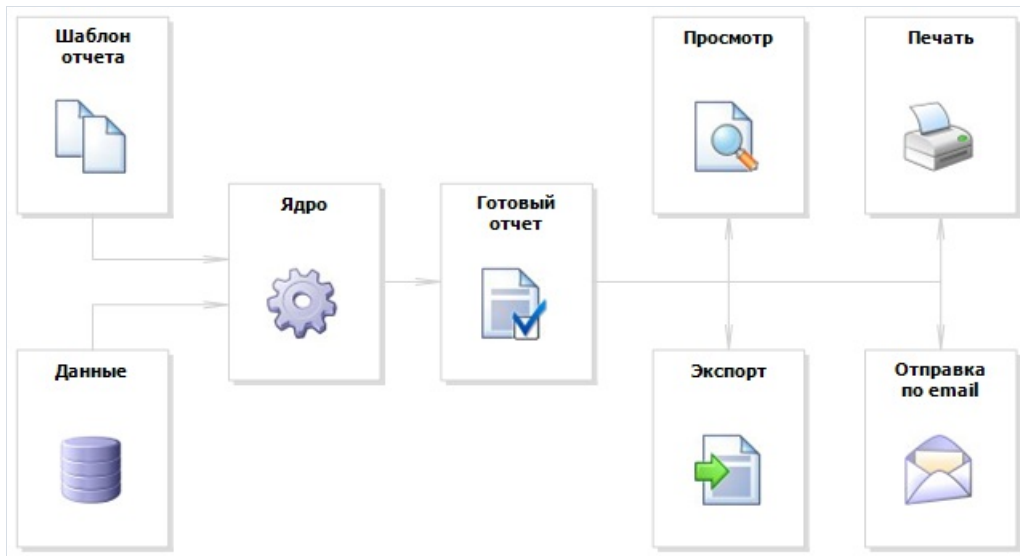 Шаблон
отчета
Просмотр
Печать
Ядро
Готовый
отчет
Данные
Экспорт
Отправка
по email